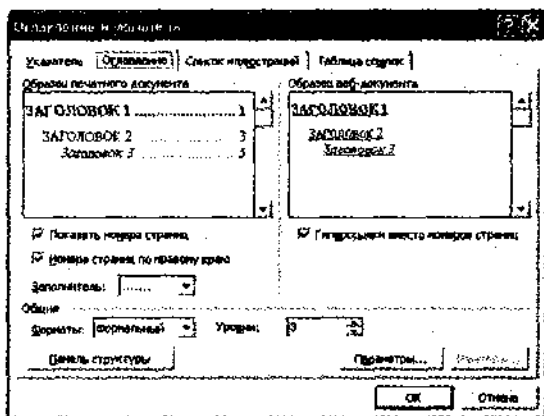 Оглавление и указатели
Указатель Оглавление Список иллюстраций Таблица ссылок
Образец печатного документа
ЗАГОЛОВОК 1 ............ 1
ЗАГОЛОВОК 2 ............ 3
Заголовок 3 ............ 5
Образец веб-документа
ЗАГОЛОВОК 1
ЗАГОЛОВОК 2
Заголовок 3
Показать номера страниц
Номера страниц по правому краю
Заполнитель: .......
Гиперссылки вместо номеров страниц
Общие
Форматы: Формальный Уровни: 3
Панель структуры Параметры...
ОК Отмена